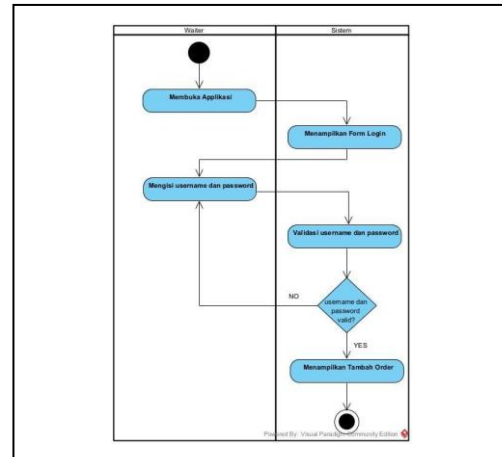 Waiter
Sistem
Membuka Applikasi
Menampilkan Form Login
Mengisi username dan password
Validasi username dan password
NO
username dan
password
valid?
YES
Menampilkan Tambah Order
Powered By: Visual Paradigm Community Edition